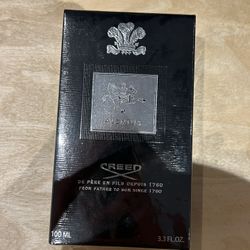 AVENTUS
CREED
DE PÈRE EN FILS DEPUIS 1760
FROM FATHER TO SON SINCE 1760
100 ML
3.3 FL.OZ.